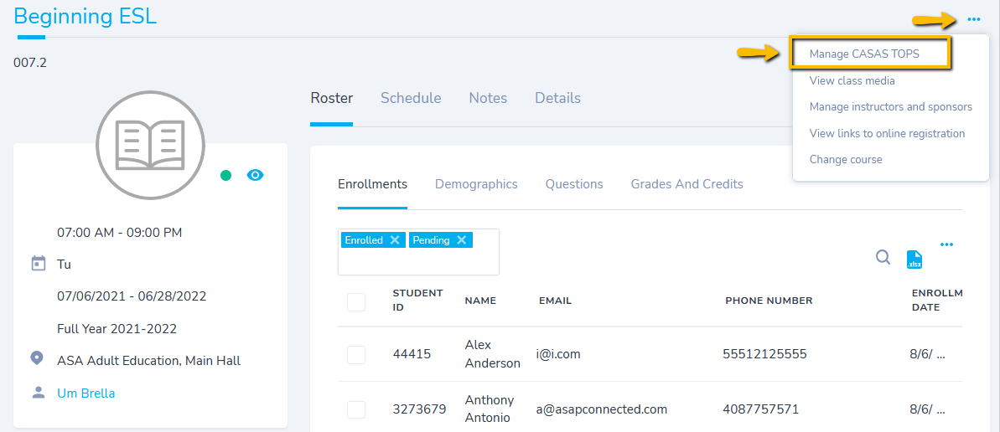 Beginning ESL
007.2
Manage CASAS TOPS
View class media
Manage instructors and sponsors
View links to online registration
Change course
07:00 AM - 09:00 PM
Tu
07/06/2021 - 06/28/2022
Full Year 2021-2022
ASA Adult Education, Main Hall
Um Brella
Roster Schedule Notes Details
Enrollments Demographics Questions Grades And Credits
Enrolled Pending
.xlsx
STUDENT ID NAME EMAIL PHONE NUMBER ENROLLM DATE
44415 Alex Anderson i@i.com 55512125555 8/6/ ...
3273679 Anthony Antonio a@asapconnected.com 4087757571 8/6/ ...